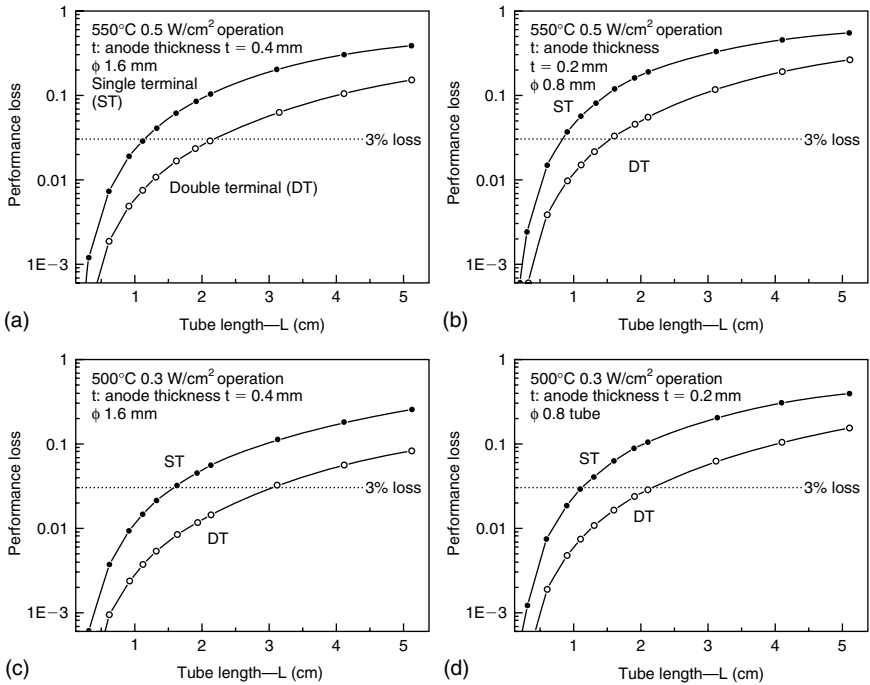 550°C 0.5 W/cm² operation
t: anode thickness t = 0.4 mm
ϕ 1.6 mm
Single terminal
(ST)
3% loss
Double terminal (DT)
1
0.1
0.01
1E−3
Performance loss
1 2 3 4 5
Tube length—L (cm)
(a)
550°C 0.5 W/cm² operation
t: anode thickness
t = 0.2 mm
ϕ 0.8 mm
ST
3% loss
DT
1
0.1
0.01
1E−3
Performance loss
1 2 3 4 5
Tube length—L (cm)
(b)
500°C 0.3 W/cm² operation
t: anode thickness t = 0.4 mm
ϕ 1.6 mm
ST
3% loss
DT
1
0.1
0.01
1E−3
Performance loss
1 2 3 4 5
Tube length—L (cm)
(c)
500°C 0.3 W/cm² operation
t: anode thickness t = 0.2 mm
ϕ 0.8 tube
ST
3% loss
DT
1
0.1
0.01
1E−3
Performance loss
1 2 3 4 5
Tube length—L (cm)
(d)